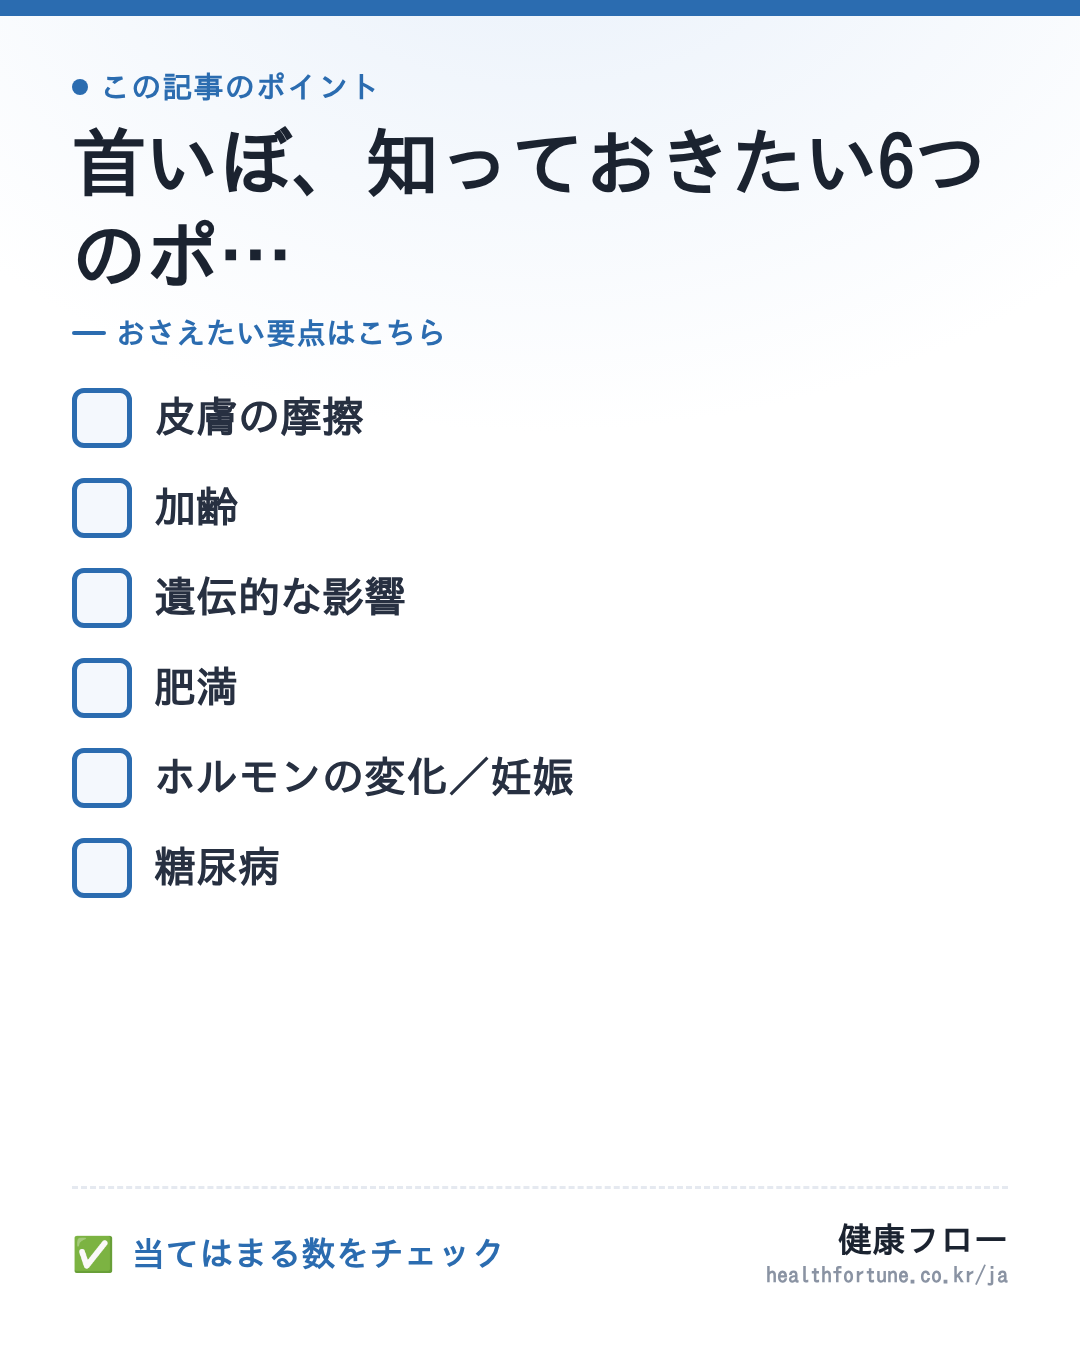 この記事のポイント
首いぼ、知っておきたい6つ
のポ…
おさえたい要点はこちら
皮膚の摩擦
加齢
遺伝的な影響
肥満
ホルモンの変化／妊娠
糖尿病
✅ 当てはまる数をチェック
健康フロー
healthfortune.co.kr/ja